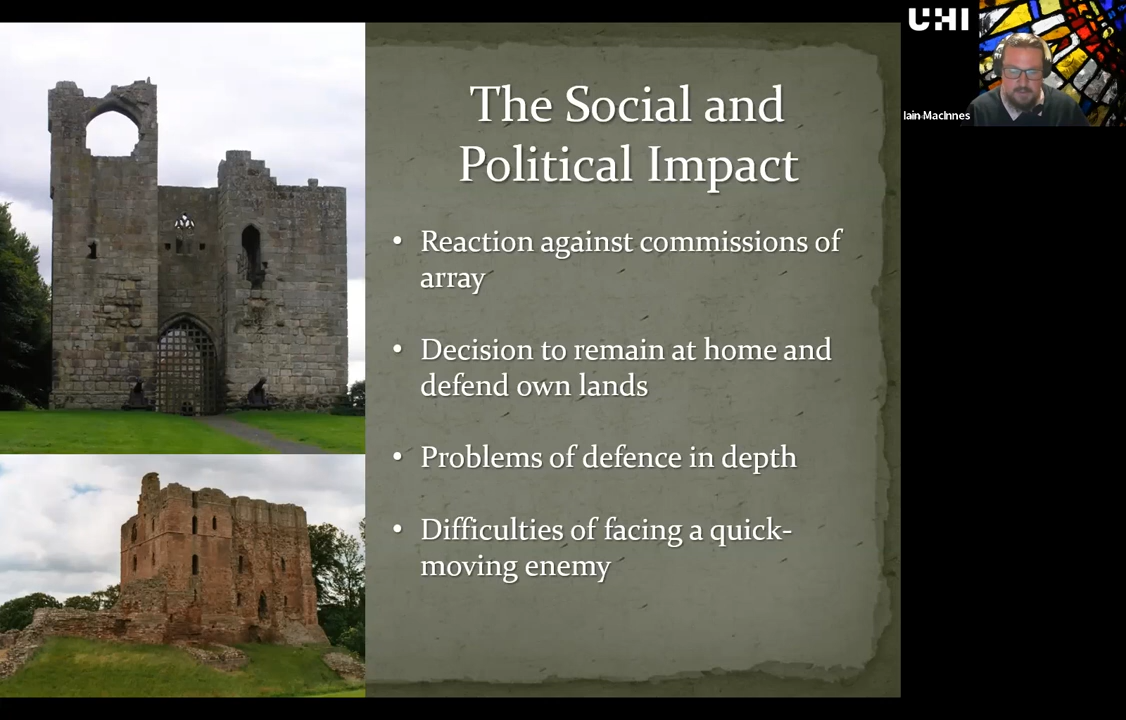 The Social and
Political Impact
• Reaction against commissions of
array
• Decision to remain at home and
defend own lands
• Problems of defence in depth
• Difficulties of facing a quick-
moving enemy
UHI
Iain MacInnes